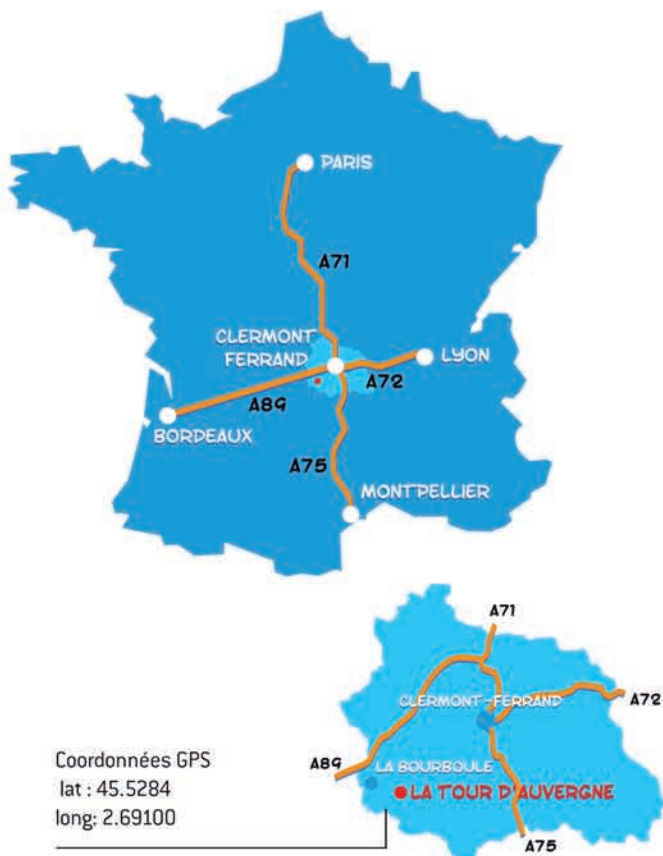 PARIS
A71
CLERMONT
FERRAND
LYON
A72
A89
BORDEAUX
A75
MONTPELLIER
A71
CLERMONT-FERRAND
A72
A89
LA BOURBOULE
LA TOUR D'AUVERGNE
A75
Coordonnées GPS
lat : 45.5284
long: 2.69100